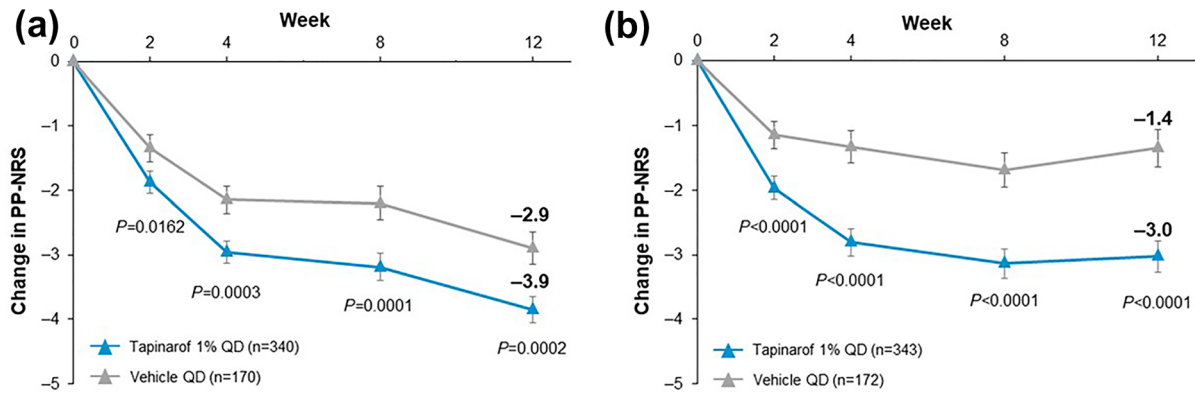 (a)
Week
0 2 4 8 12
0
–1
–2
–3
–4
–5
Change in PP-NRS
–2.9
–3.9
P=0.0162
P=0.0003
P=0.0001
P=0.0002
Tapinarof 1% QD (n=340)
Vehicle QD (n=170)
(b)
Week
0 2 4 8 12
0
–1
–2
–3
–4
–5
Change in PP-NRS
–1.4
–3.0
P<0.0001
P<0.0001
P<0.0001
P<0.0001
Tapinarof 1% QD (n=343)
Vehicle QD (n=172)